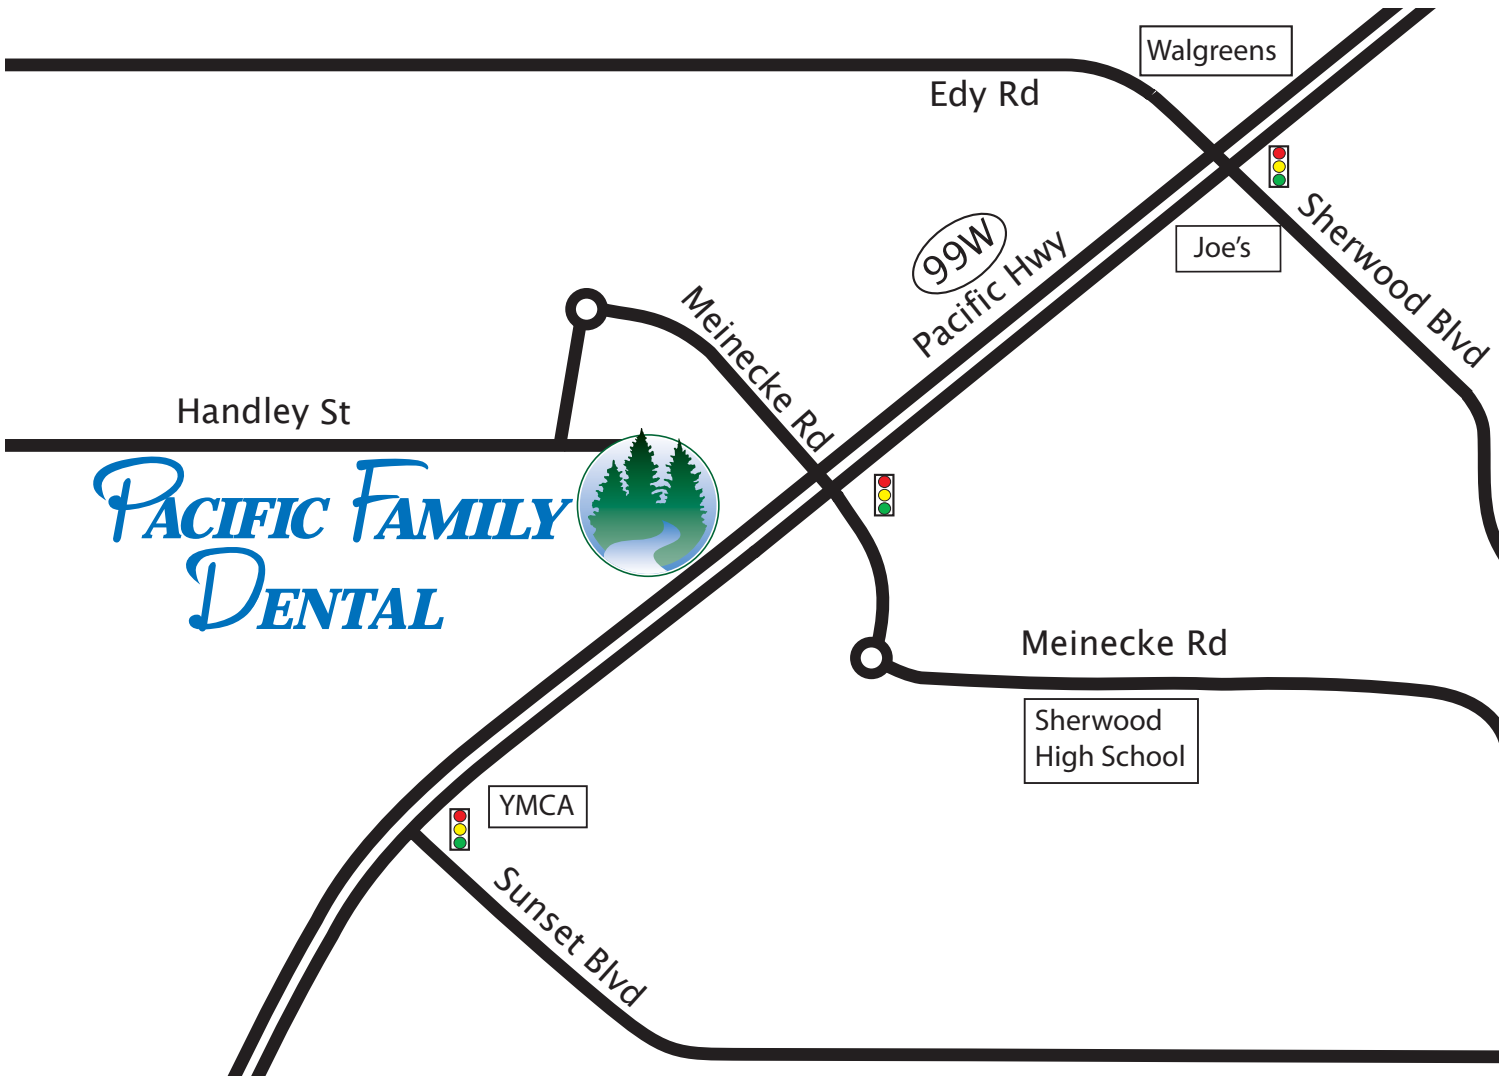 Walgreens
Edy Rd
Sherwood Blvd
Joe's
99W
Pacific Hwy
Meinecke Rd
Handley St
PACIFIC FAMILY
DENTAL
Meinecke Rd
Sherwood
High School
YMCA
Sunset Blvd